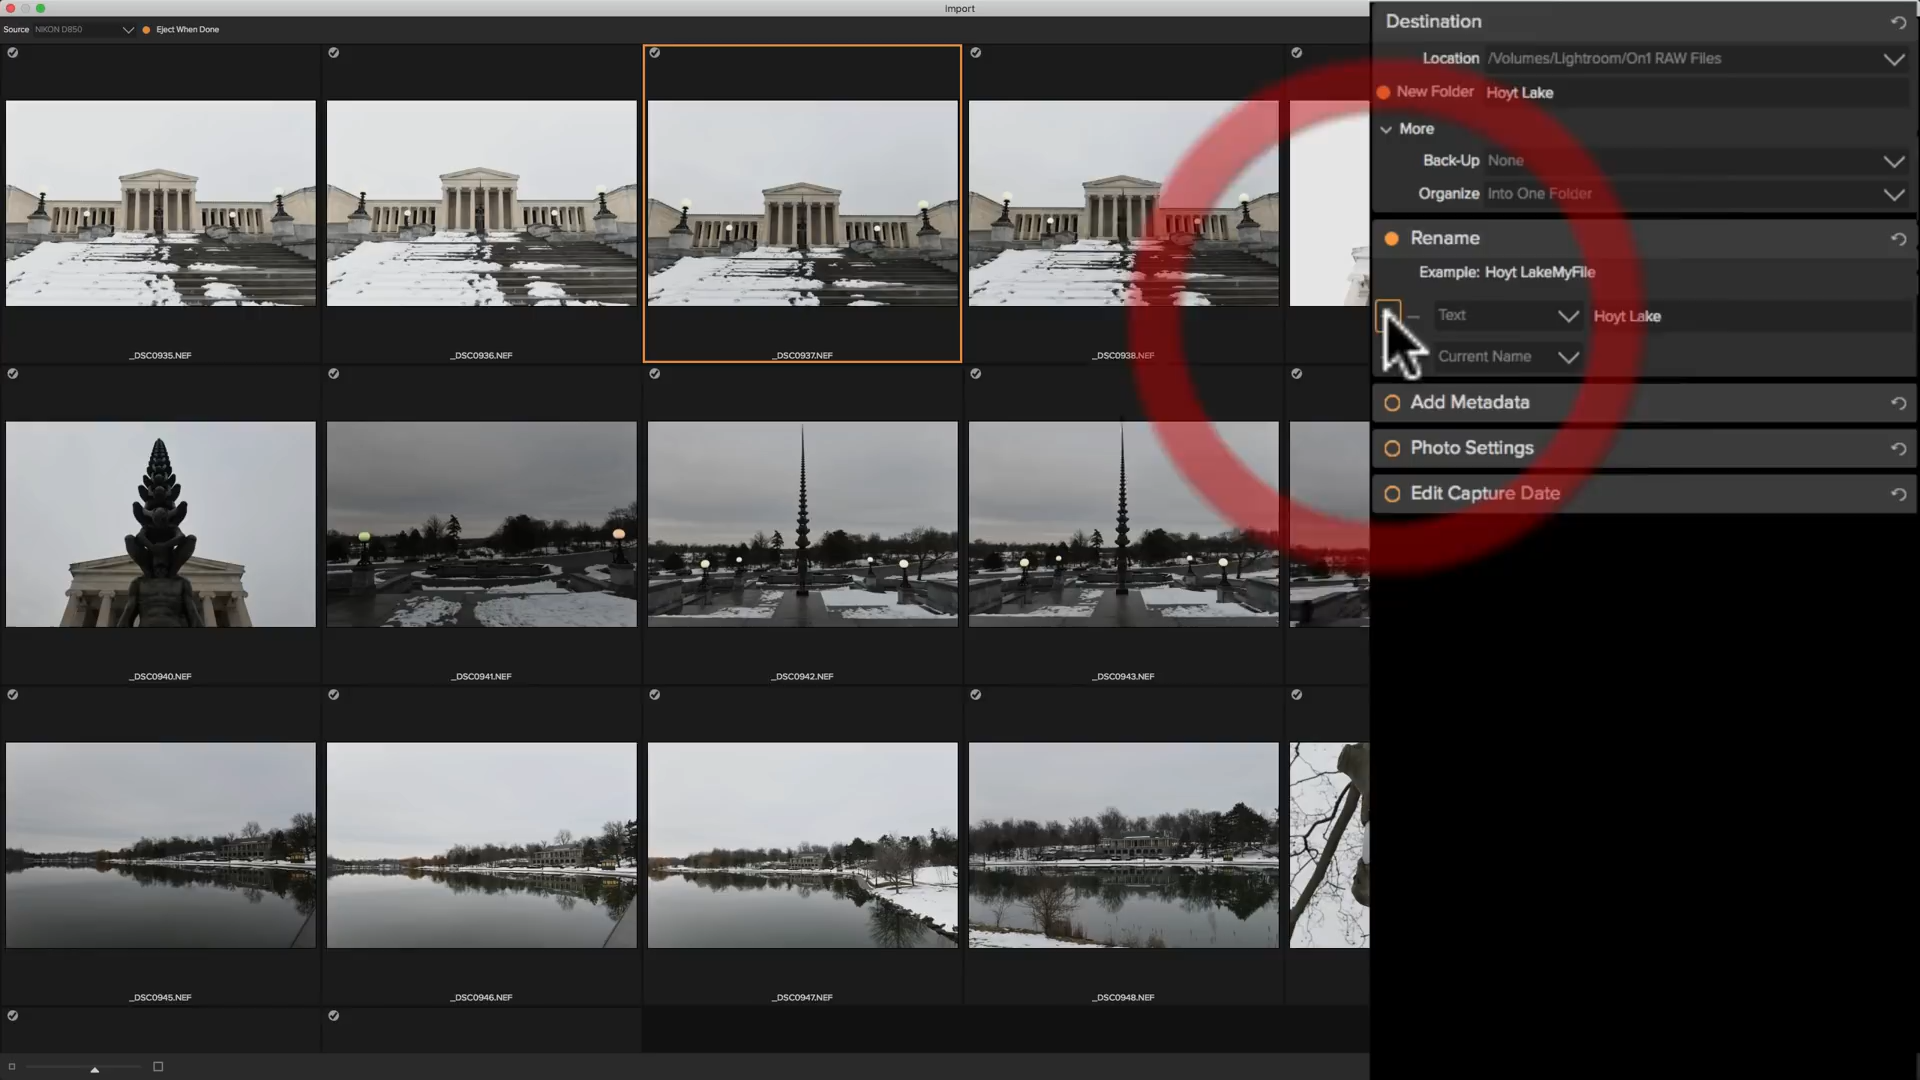 Import
Source NIKON D850 Eject When Done
_DSC0935.NEF
_DSC0936.NEF
_DSC0937.NEF
_DSC0938.NEF
_DSC0940.NEF
_DSC0941.NEF
_DSC0942.NEF
_DSC0943.NEF
_DSC0945.NEF
_DSC0946.NEF
_DSC0947.NEF
_DSC0948.NEF
Destination
Location /Volumes/Lightroom/On1 RAW Files
New Folder Hoyt Lake
More
Back-Up None
Organize Into One Folder
Rename
Example: Hoyt LakeMyFile
Text Hoyt Lake
Current Name
Add Metadata
Photo Settings
Edit Capture Date